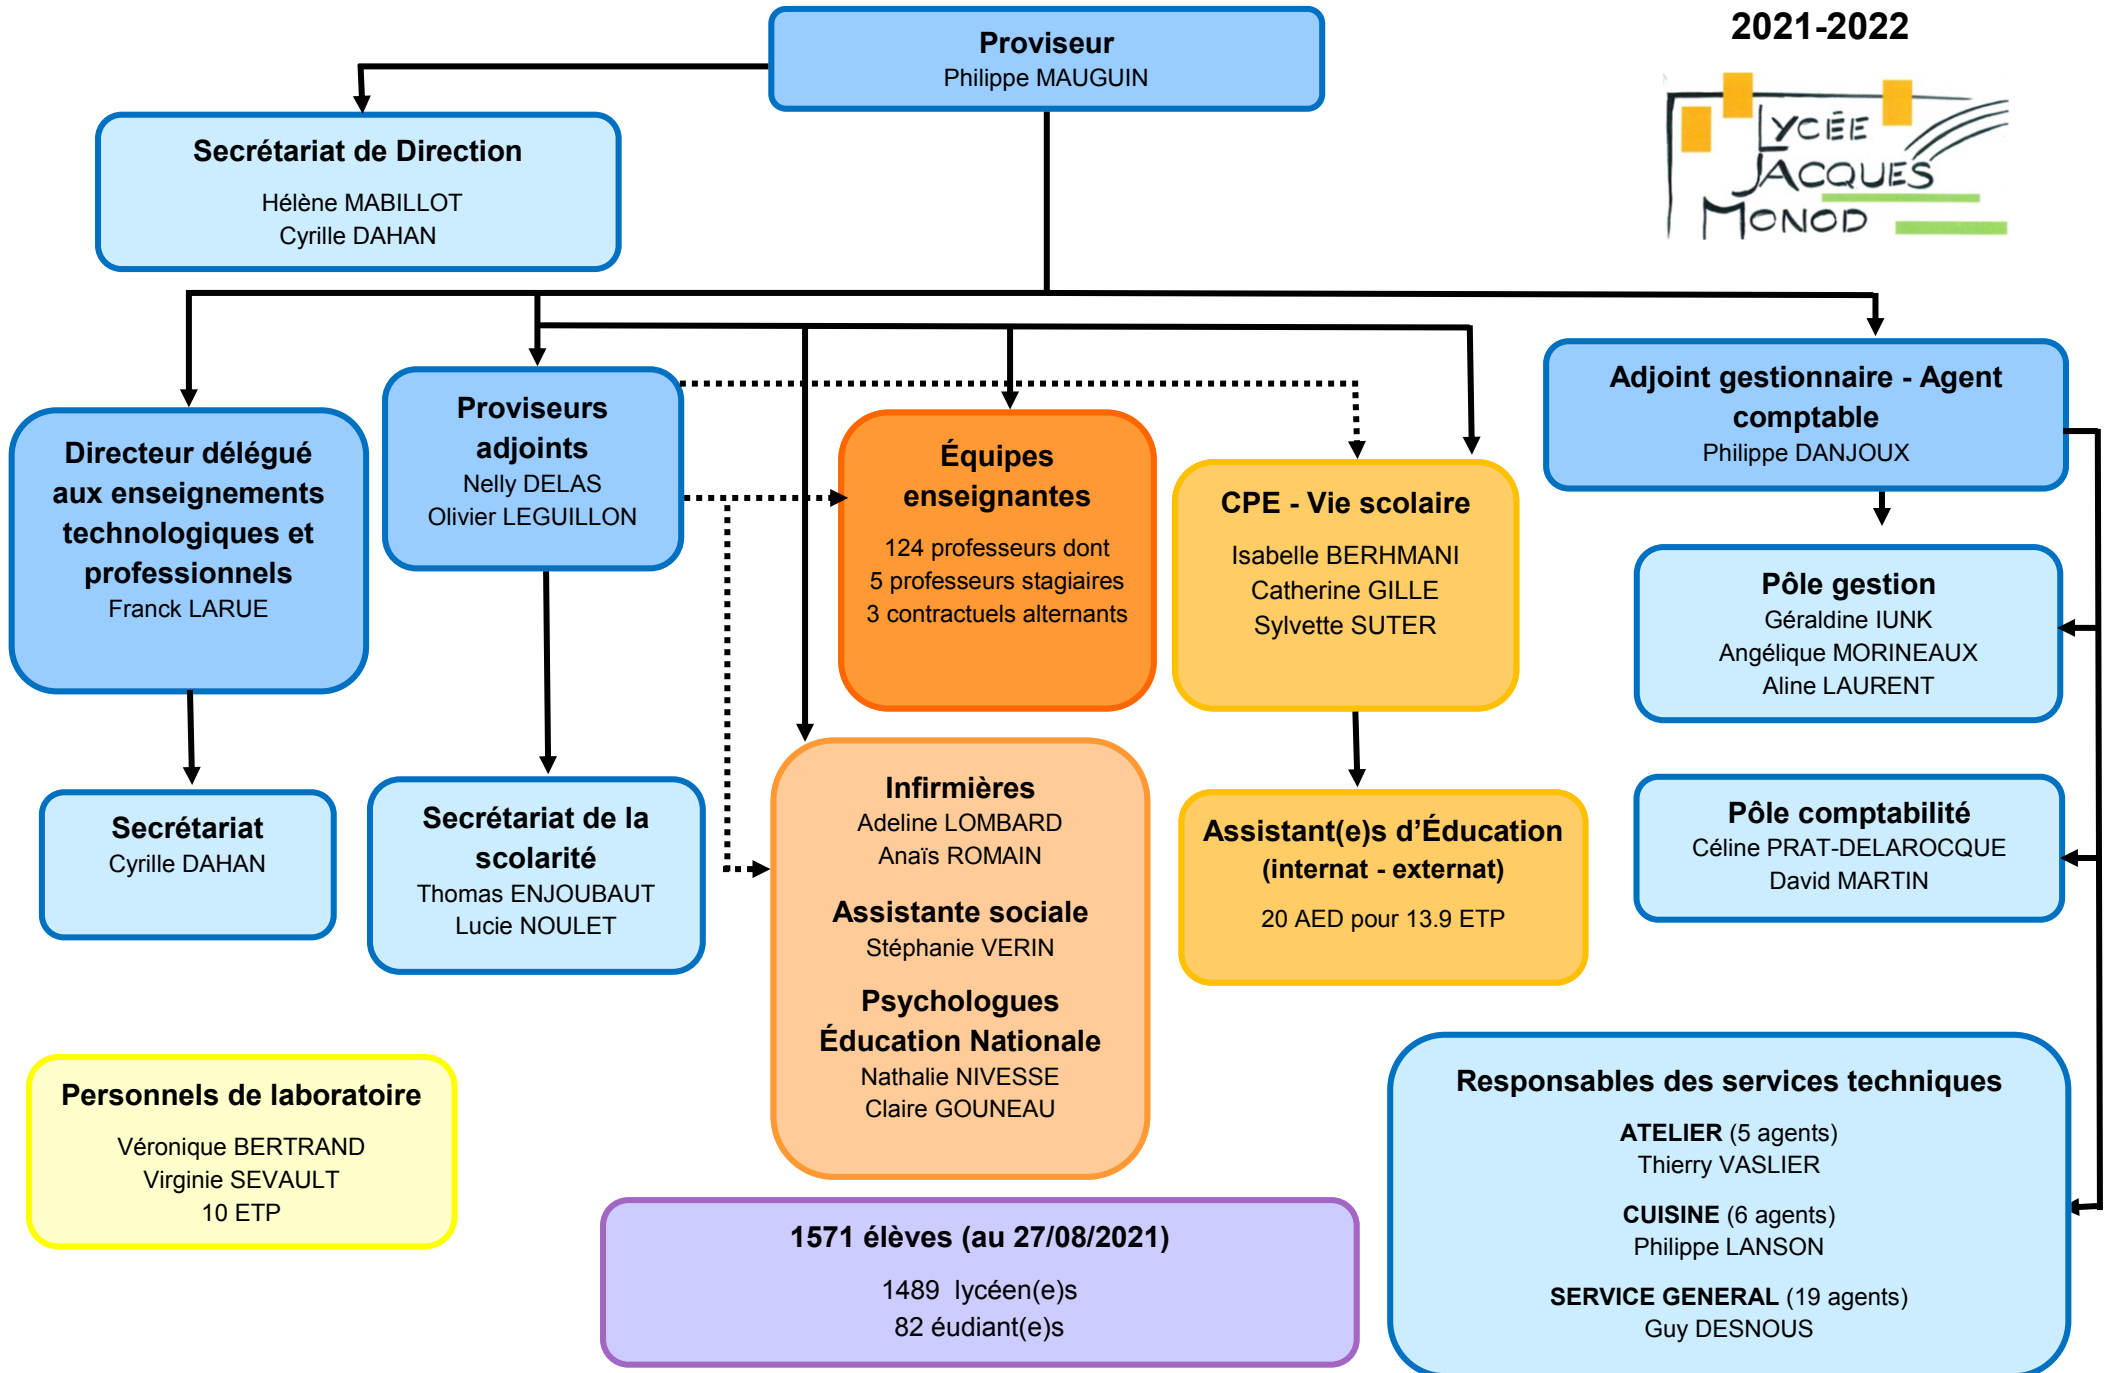 2021-2022
LYCÉE
JACQUES
MONOD
Proviseur
Philippe MAUGUIN
Secrétariat de Direction
Hélène MABILLOT
Cyrille DAHAN
Directeur délégué
aux enseignements
technologiques et
professionnels
Franck LARUE
Proviseurs
adjoints
Nelly DELAS
Olivier LEGUILLON
Équipes
enseignantes
124 professeurs dont
5 professeurs stagiaires
3 contractuels alternants
CPE - Vie scolaire
Isabelle BERHMANI
Catherine GILLE
Sylvette SUTER
Adjoint gestionnaire - Agent
comptable
Philippe DANJOUX
Pôle gestion
Géraldine IUNK
Angélique MORINEAUX
Aline LAURENT
Secrétariat
Cyrille DAHAN
Secrétariat de la
scolarité
Thomas ENJOUBAUT
Lucie NOULET
Infirmières
Adeline LOMBARD
Anaïs ROMAIN
Assistante sociale
Stéphanie VERIN
Psychologues
Éducation Nationale
Nathalie NIVESSE
Claire GOUNEAU
Assistant(e)s d’Éducation
(internat - externat)
20 AED pour 13.9 ETP
Pôle comptabilité
Céline PRAT-DELAROCQUE
David MARTIN
Personnels de laboratoire
Véronique BERTRAND
Virginie SEVAULT
10 ETP
1571 élèves (au 27/08/2021)
1489 lycéen(e)s
82 éudiant(e)s
Responsables des services techniques
ATELIER (5 agents)
Thierry VASLIER
CUISINE (6 agents)
Philippe LANSON
SERVICE GENERAL (19 agents)
Guy DESNOUS